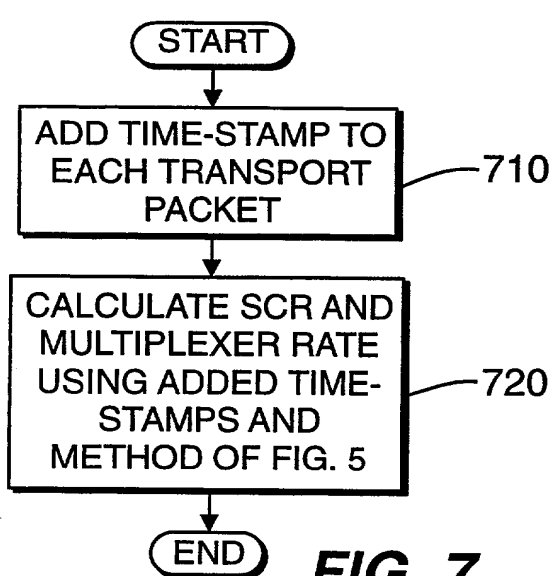 START
ADD TIME-STAMP TO
EACH TRANSPORT
PACKET
710
CALCULATE SCR AND
MULTIPLEXER RATE
USING ADDED TIME-
STAMPS AND
METHOD OF FIG. 5
720
END
FIG. 7